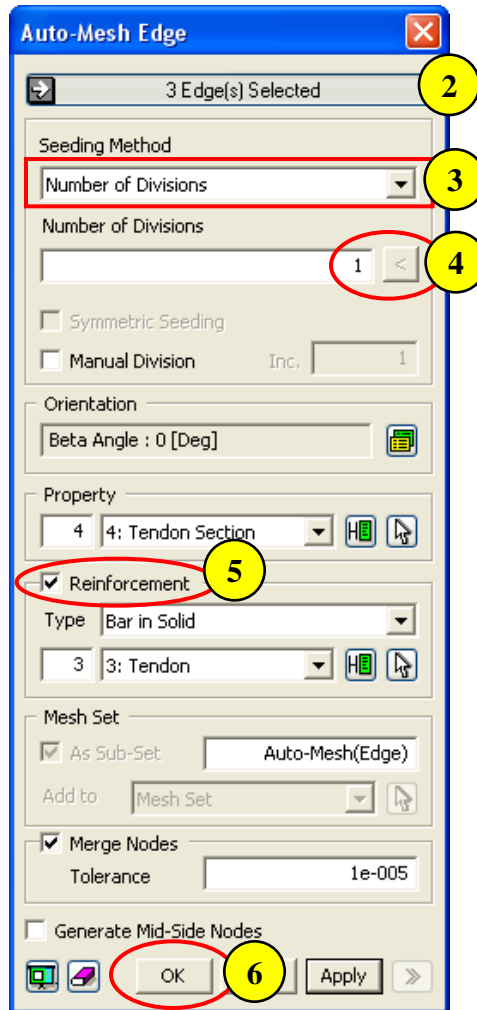 Auto-Mesh Edge
3 Edge(s) Selected
2
Seeding Method
Number of Divisions
3
Number of Divisions
1 <
4
Symmetric Seeding
Manual Division Inc. 1
Orientation
Beta Angle : 0 [Deg]
Property
4 4: Tendon Section
5
Reinforcement
Type Bar in Solid
3 3: Tendon
Mesh Set
As Sub-Set Auto-Mesh(Edge)
Add to Mesh Set
Merge Nodes
Tolerance 1e-005
Generate Mid-Side Nodes
OK 6 Apply >>